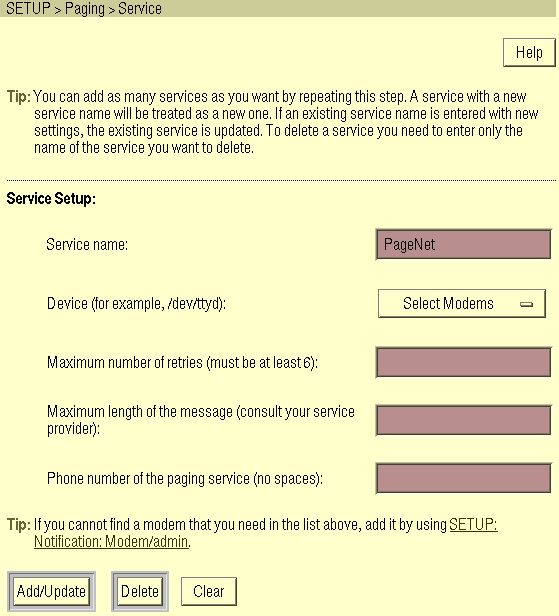 SETUP > Paging > Service
Help
Tip: You can add as many services as you want by repeating this step. A service with a new
service name will be treated as a new one. If an existing service name is entered with new
settings, the existing service is updated. To delete a service you need to enter only the
name of the service you want to delete.
Service Setup:
Service name:
PageNet
Device (for example, /dev/ttyd):
Select Modems
Maximum number of retries (must be at least 6):
Maximum length of the message (consult your service
provider):
Phone number of the paging service (no spaces):
Tip: If you cannot find a modem that you need in the list above, add it by using SETUP:
Notification: Modem/admin.
Add/Update
Delete
Clear